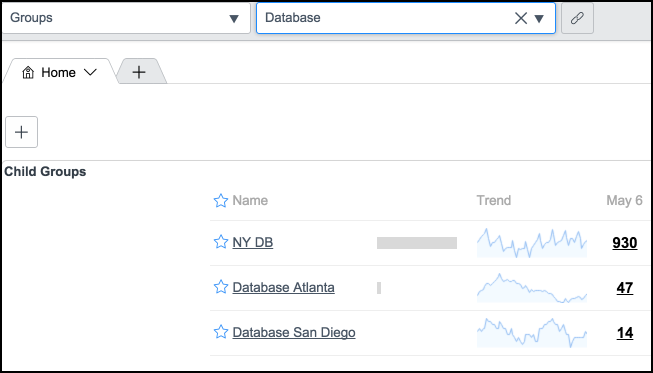 Groups Database
Home
Child Groups
Name Trend May 6
NY DB 930
Database Atlanta 47
Database San Diego 14